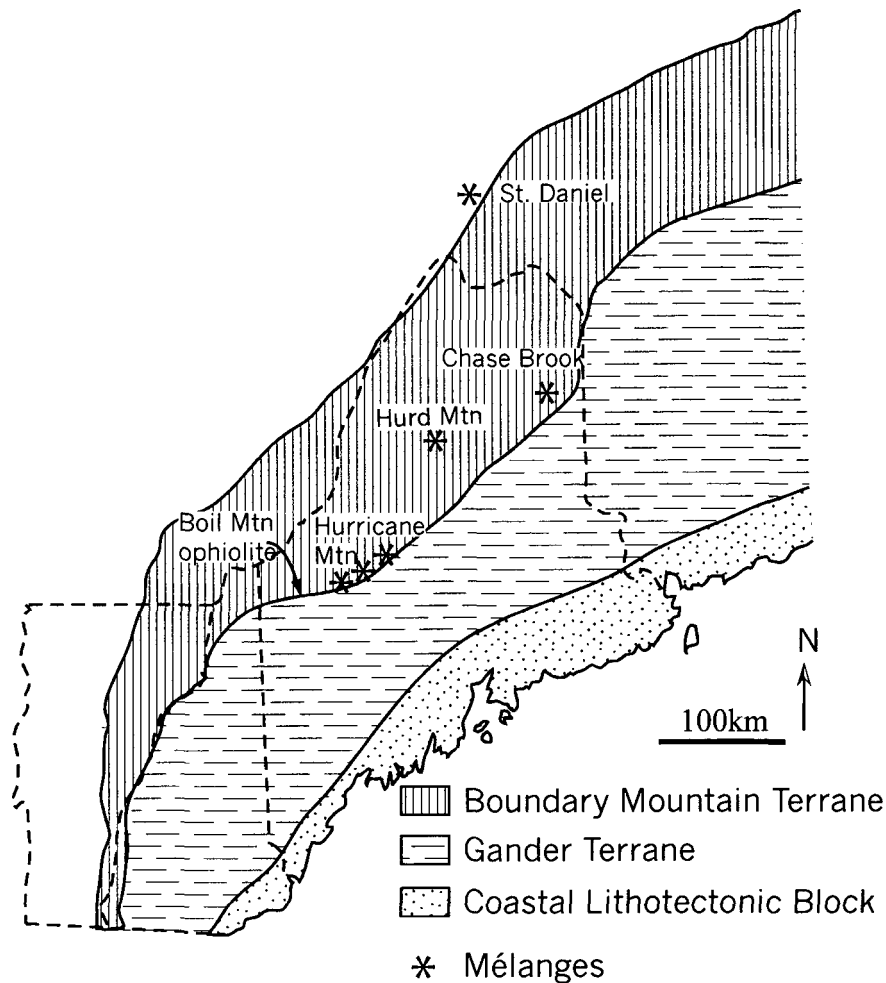 St. Daniel
Chase Brook
Hurd Mtn
Boil Mtn
ophiolite
Hurricane
Mtn
N
100km
Boundary Mountain Terrane
Gander Terrane
Coastal Lithotectonic Block
Mélanges